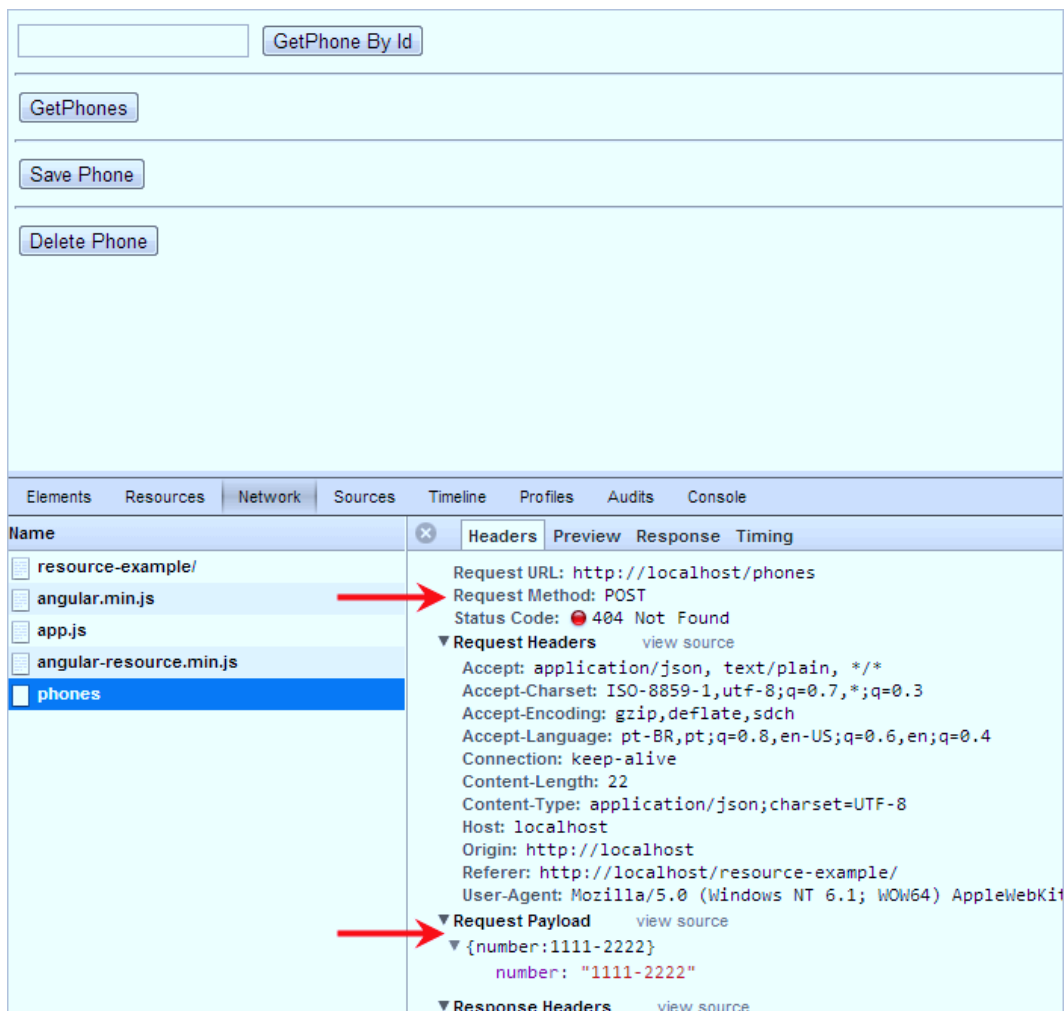 GetPhone By Id
GetPhones
Save Phone
Delete Phone
Elements Resources Network Sources Timeline Profiles Audits Console
Name
resource-example/
angular.min.js
app.js
angular-resource.min.js
phones
Headers Preview Response Timing
Request URL: http://localhost/phones
Request Method: POST
Status Code: 404 Not Found
Request Headers view source
Accept: application/json, text/plain, */*
Accept-Charset: ISO-8859-1,utf-8;q=0.7,*;q=0.3
Accept-Encoding: gzip,deflate,sdch
Accept-Language: pt-BR,pt;q=0.8,en-US;q=0.6,en;q=0.4
Connection: keep-alive
Content-Length: 22
Content-Type: application/json;charset=UTF-8
Host: localhost
Origin: http://localhost
Referer: http://localhost/resource-example/
User-Agent: Mozilla/5.0 (Windows NT 6.1; WOW64) AppleWebKit
Request Payload view source
{number:1111-2222}
number: "1111-2222"
Response Headers view source